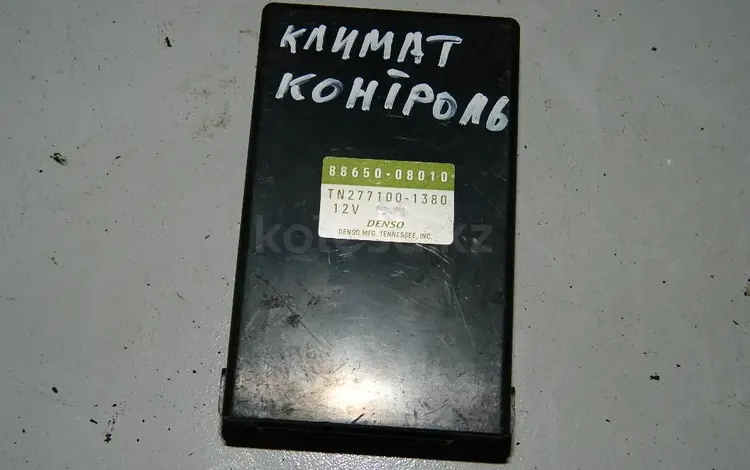 КЛИМАТ
КОНТРОЛЬ
88650-08010
TN277100-1380
12V
DENSO
DENSO MFG. TENNESSEE, INC.